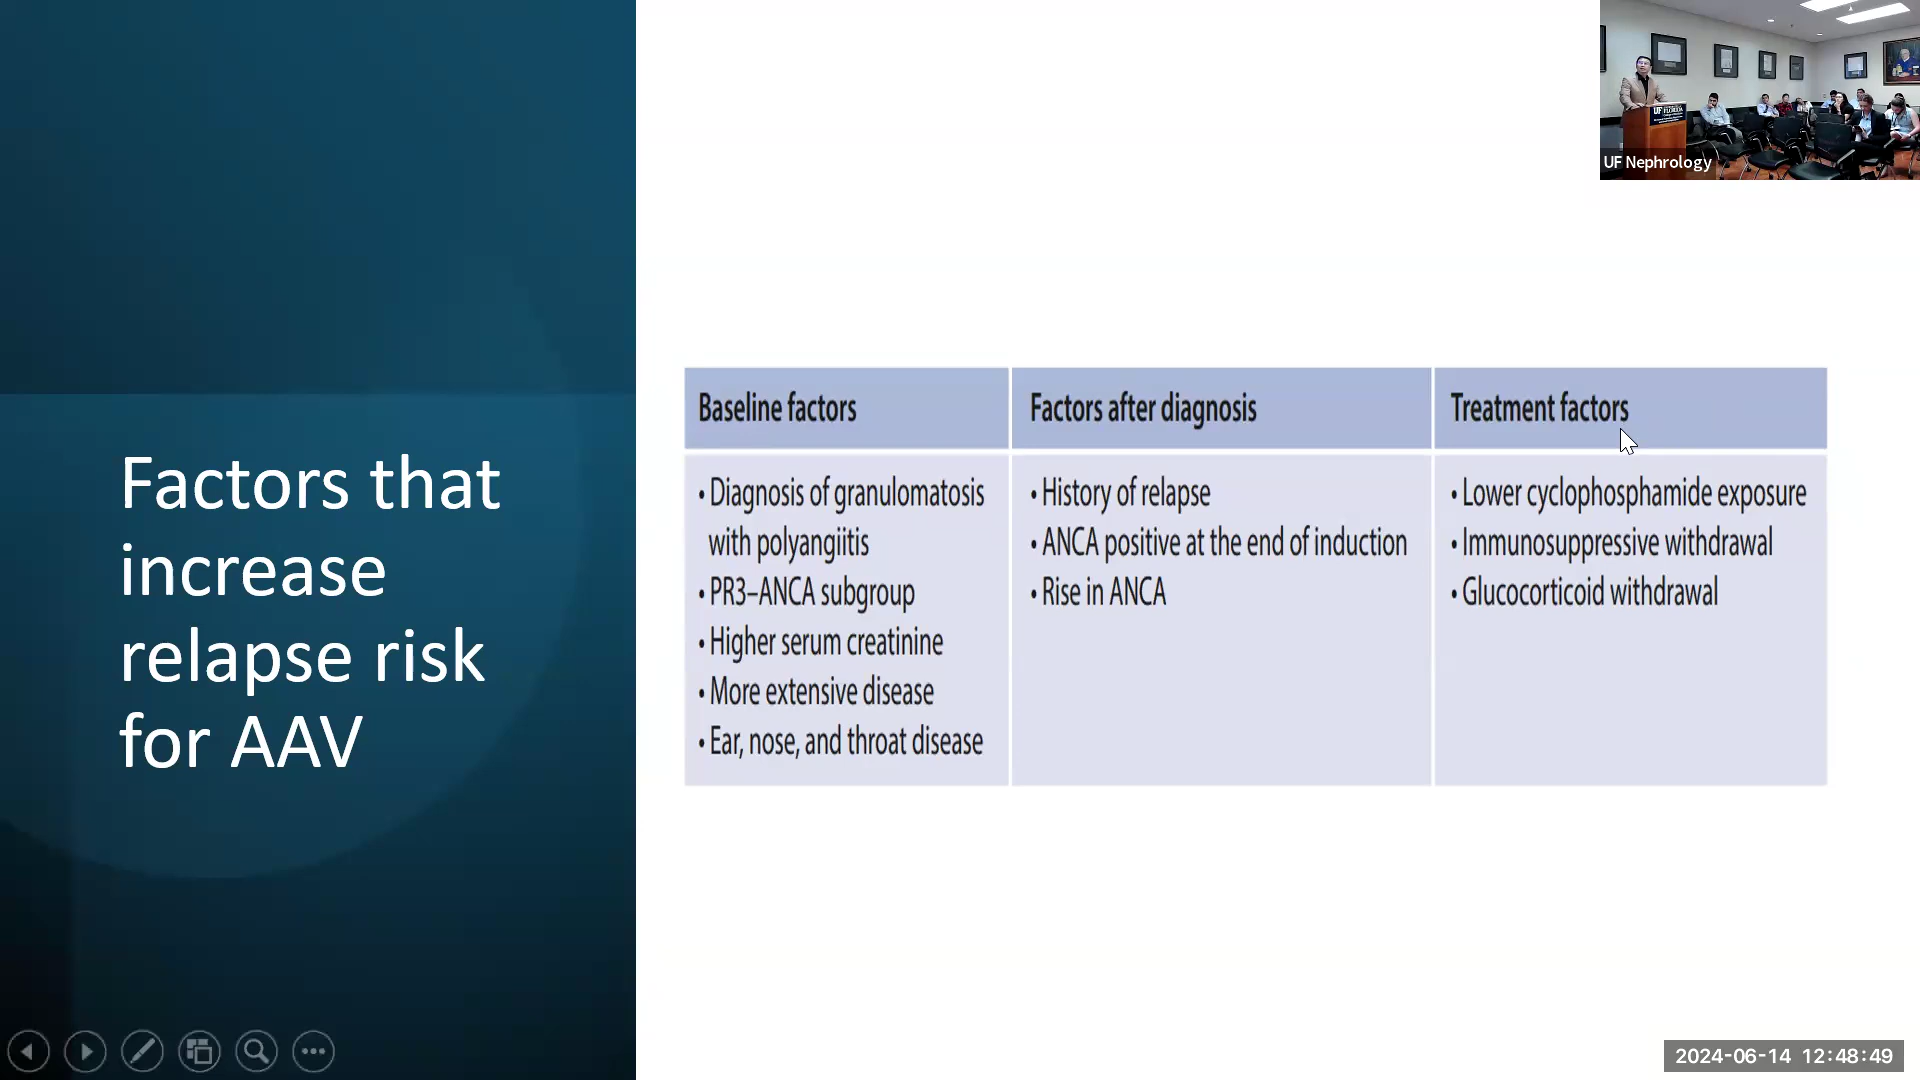 Factors that
increase
relapse risk
for AAV
Baseline factors
• Diagnosis of granulomatosis
with polyangiitis
• PR3–ANCA subgroup
• Higher serum creatinine
• More extensive disease
• Ear, nose, and throat disease
Factors after diagnosis
• History of relapse
• ANCA positive at the end of induction
• Rise in ANCA
Treatment factors
• Lower cyclophosphamide exposure
• Immunosuppressive withdrawal
• Glucocorticoid withdrawal
UF
FLORIDA
UF Nephrology
2024-06-14 12:48:49